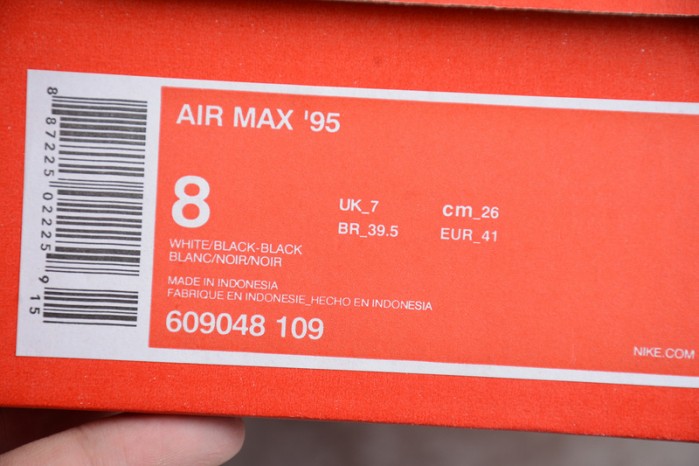 AIR MAX '95
8
UK_7 cm_26
BR_39.5 EUR_41
WHITE/BLACK-BLACK
BLANC/NOIR/NOIR
MADE IN INDONESIA
FABRIQUE EN INDONESIE_HECHO EN INDONESIA
609048 109
NIKE.COM
8 87225 02225 9 15